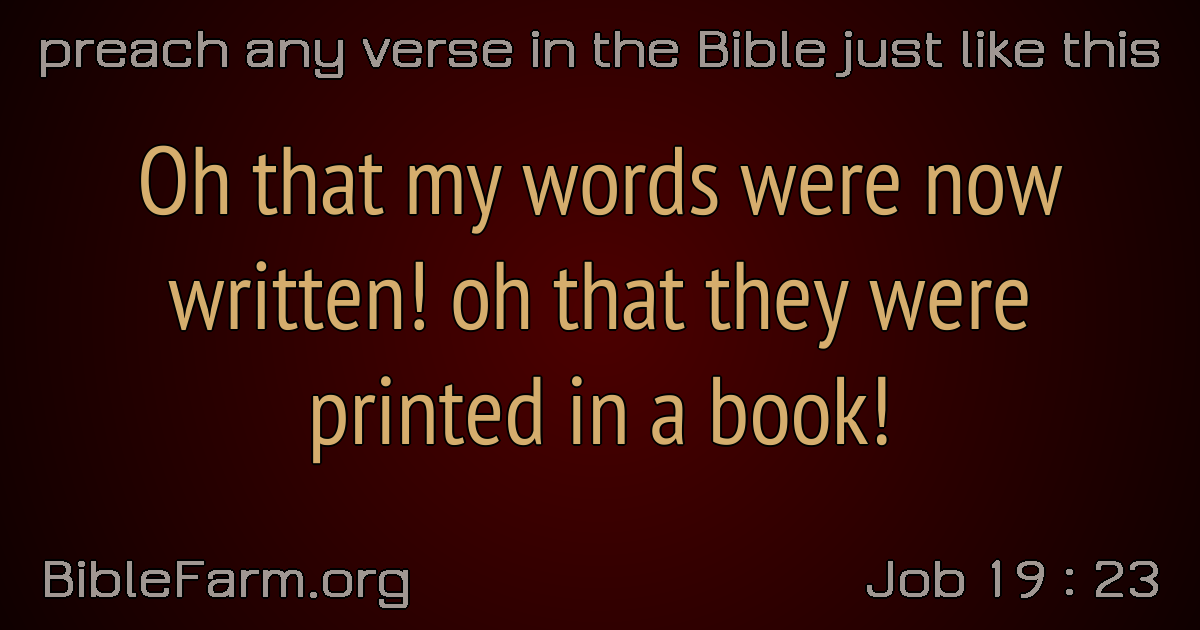 preach any verse in the Bible just like this
Oh that my words were now
written! oh that they were
printed in a book!
BibleFarm.org
Job 19 : 23